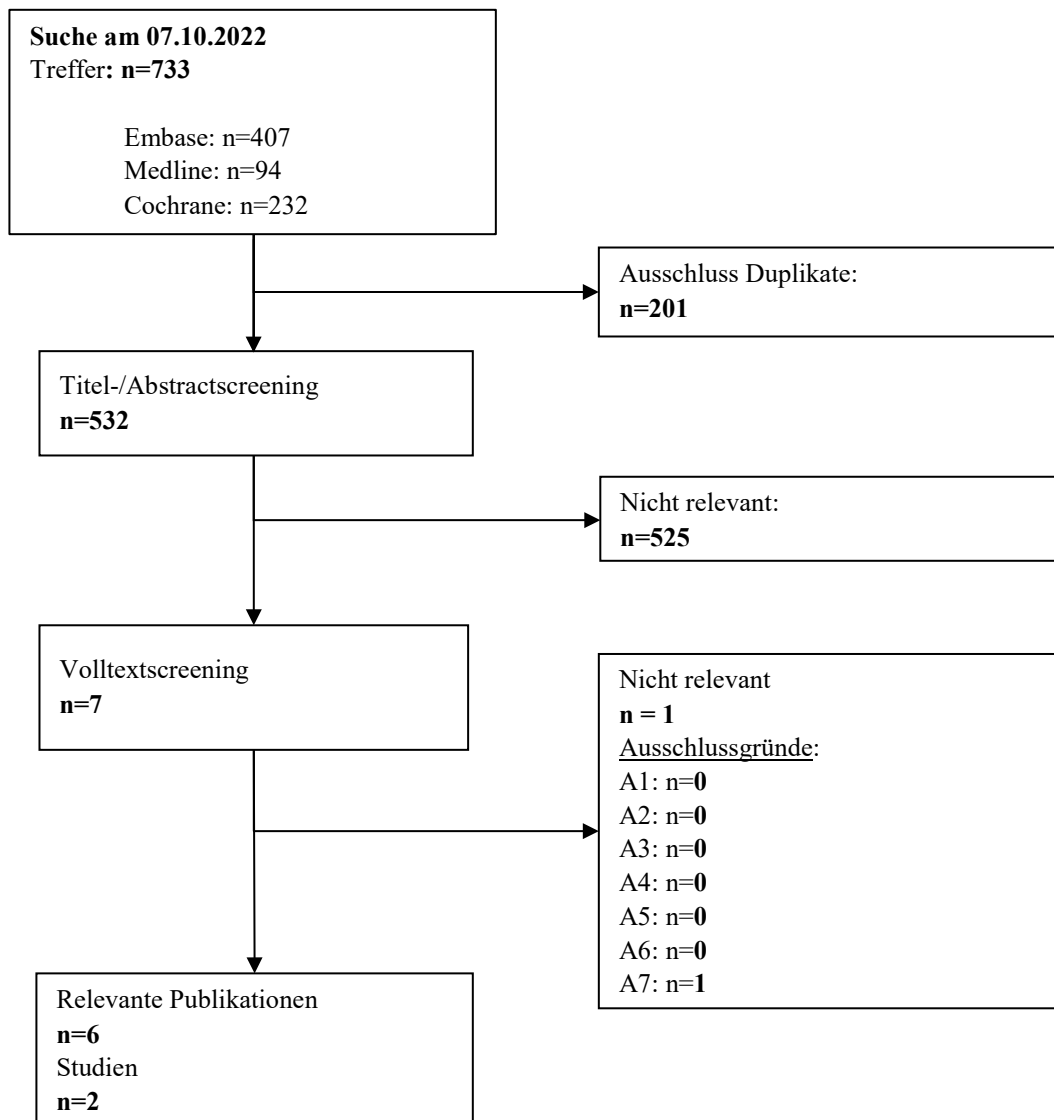 Suche am 07.10.2022
Treffer: n=733
Embase: n=407
Medline: n=94
Cochrane: n=232
Ausschluss Duplikate:
n=201
Titel-/Abstractscreening
n=532
Nicht relevant:
n=525
Volltextscreening
n=7
Nicht relevant
n = 1
Ausschlussgründe:
A1: n=0
A2: n=0
A3: n=0
A4: n=0
A5: n=0
A6: n=0
A7: n=1
Relevante Publikationen
n=6
Studien
n=2